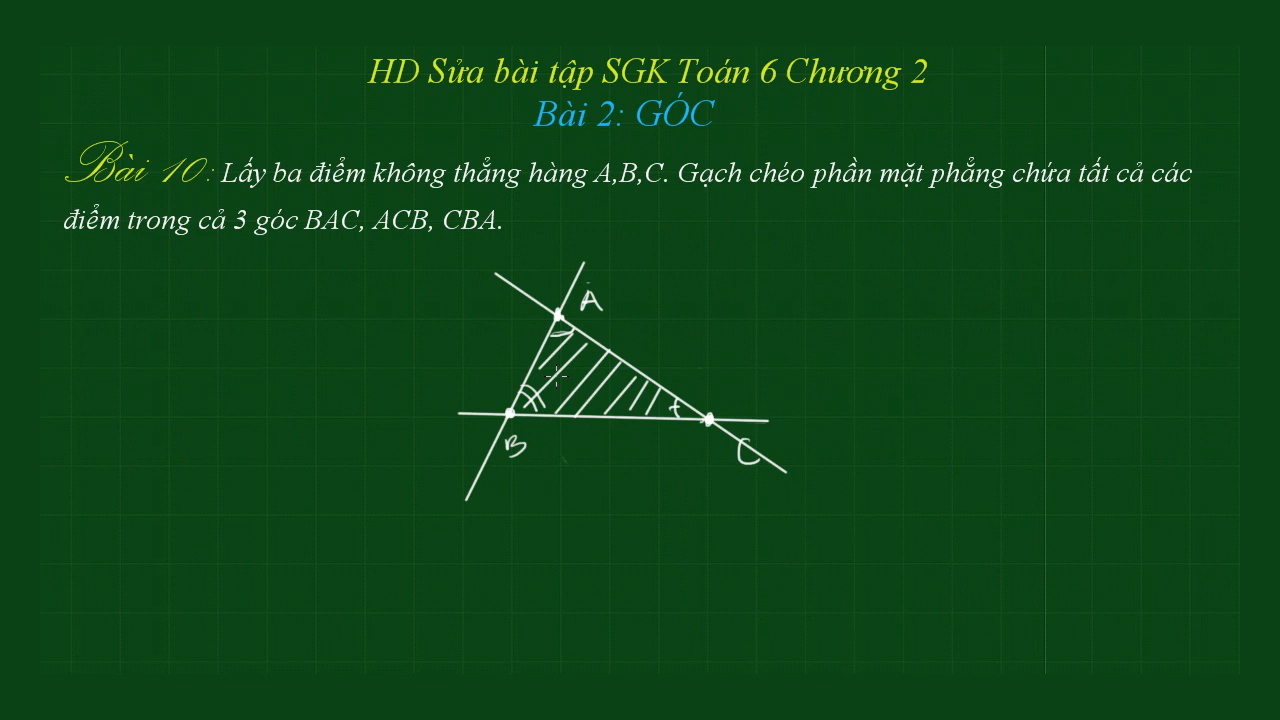 HD Sửa bài tập SGK Toán 6 Chương 2
Bài 2: GÓC
Bài 10: Lấy ba điểm không thẳng hàng A,B,C. Gạch chéo phần mặt phẳng chứa tất cả các
điểm trong cả 3 góc BAC, ACB, CBA.
A
B
C